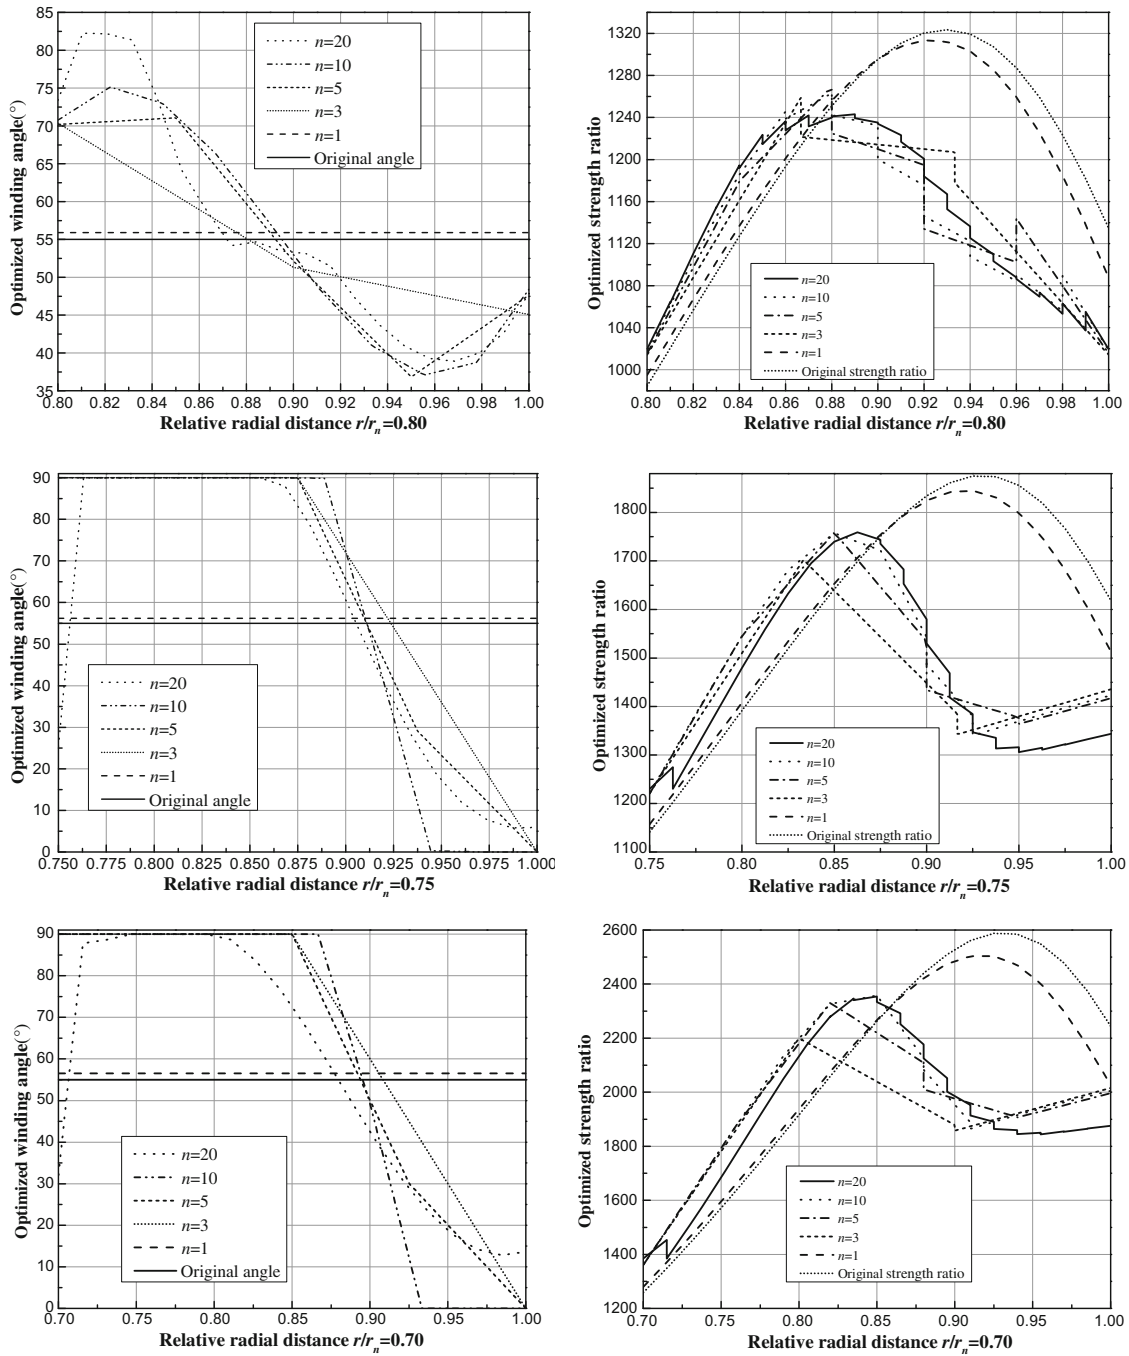 85
80
75
70
65
60
55
50
45
40
35
Optimized winding angle(°)
n=20
n=10
n=5
n=3
n=1
Original angle
0.80 0.82 0.84 0.86 0.88 0.90 0.92 0.94 0.96 0.98 1.00
Relative radial distance r/rn=0.80
1320
1280
1240
1200
1160
1120
1080
1040
1000
Optimized strength ratio
n=20
n=10
n=5
n=3
n=1
Original strength ratio
0.80 0.82 0.84 0.86 0.88 0.90 0.92 0.94 0.96 0.98 1.00
Relative radial distance r/rn=0.80
90
80
70
60
50
40
30
20
10
0
Optimized winding angle(°)
n=20
n=10
n=5
n=3
n=1
Original angle
0.750 0.775 0.800 0.825 0.850 0.875 0.900 0.925 0.950 0.975 1.000
Relative radial distance r/rn=0.75
1800
1700
1600
1500
1400
1300
1200
1100
Optimized strength ratio
n=20
n=10
n=5
n=3
n=1
Original strength ratio
0.75 0.80 0.85 0.90 0.95 1.00
Relative radial distance r/rn=0.75
90
80
70
60
50
40
30
20
10
0
Optimized winding angle(°)
n=20
n=10
n=5
n=3
n=1
Original angle
0.70 0.75 0.80 0.85 0.90 0.95 1.00
Relative radial distance r/rn=0.70
2600
2400
2200
2000
1800
1600
1400
1200
Optimized strength ratio
n=20
n=10
n=5
n=3
n=1
Original strength ratio
0.70 0.75 0.80 0.85 0.90 0.95 1.00
Relative radial distance r/rn=0.70